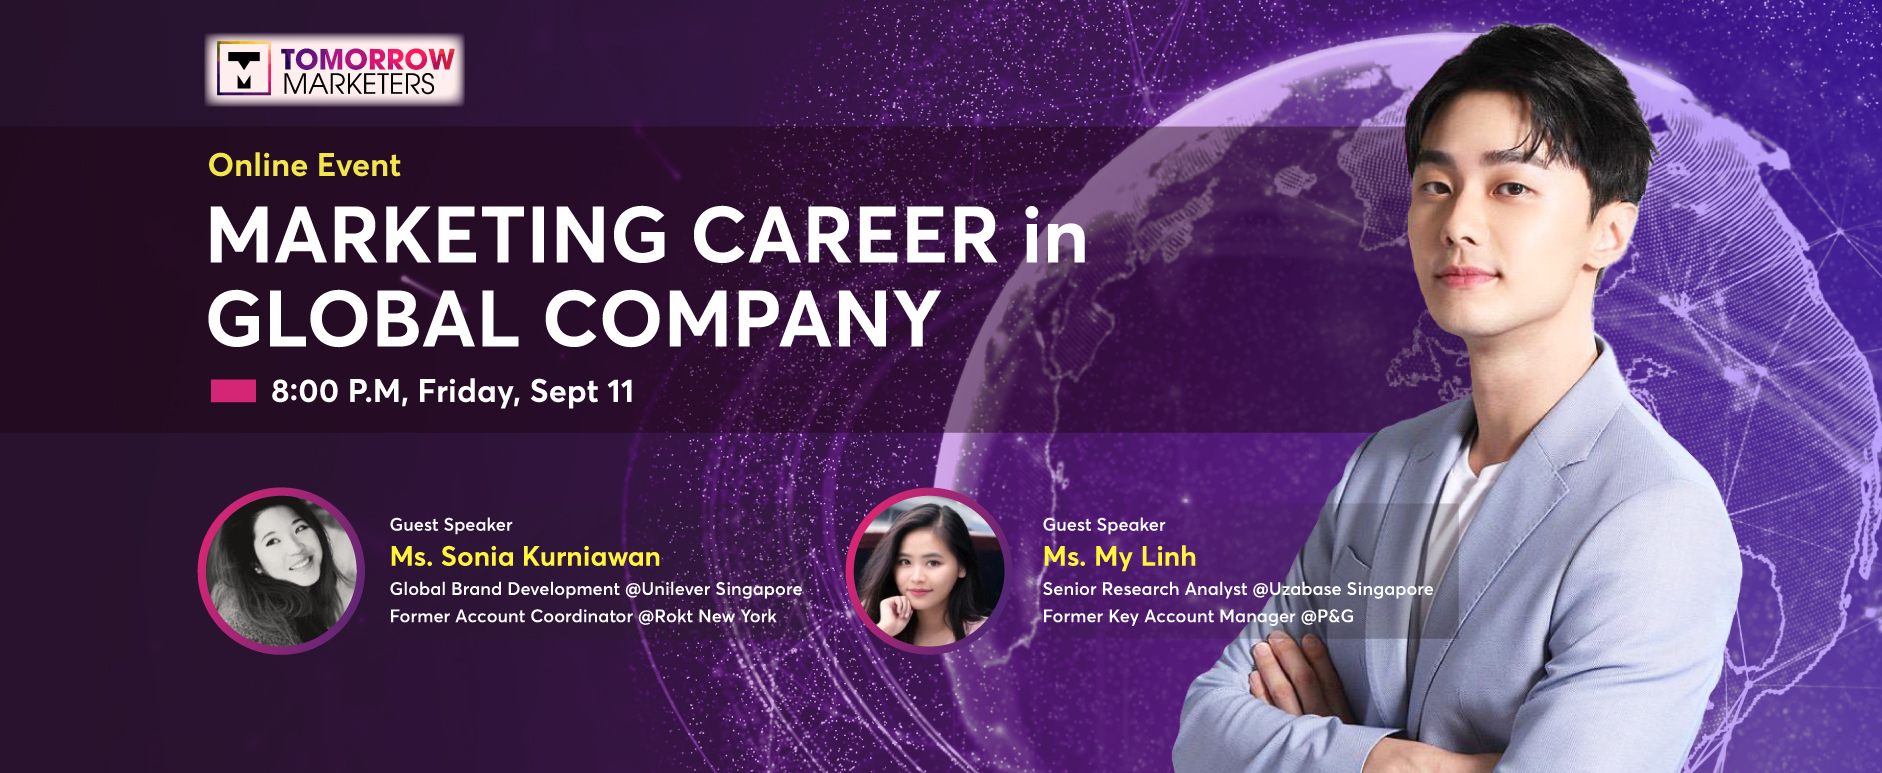 TOMORROW
MARKETERS
Online Event
MARKETING CAREER in
GLOBAL COMPANY
8:00 P.M, Friday, Sept 11
Guest Speaker
Ms. Sonia Kurniawan
Global Brand Development @Unilever Singapore
Former Account Coordinator @Rokt New York
Guest Speaker
Ms. My Linh
Senior Research Analyst @Uzabase Singapore
Former Key Account Manager @P&G